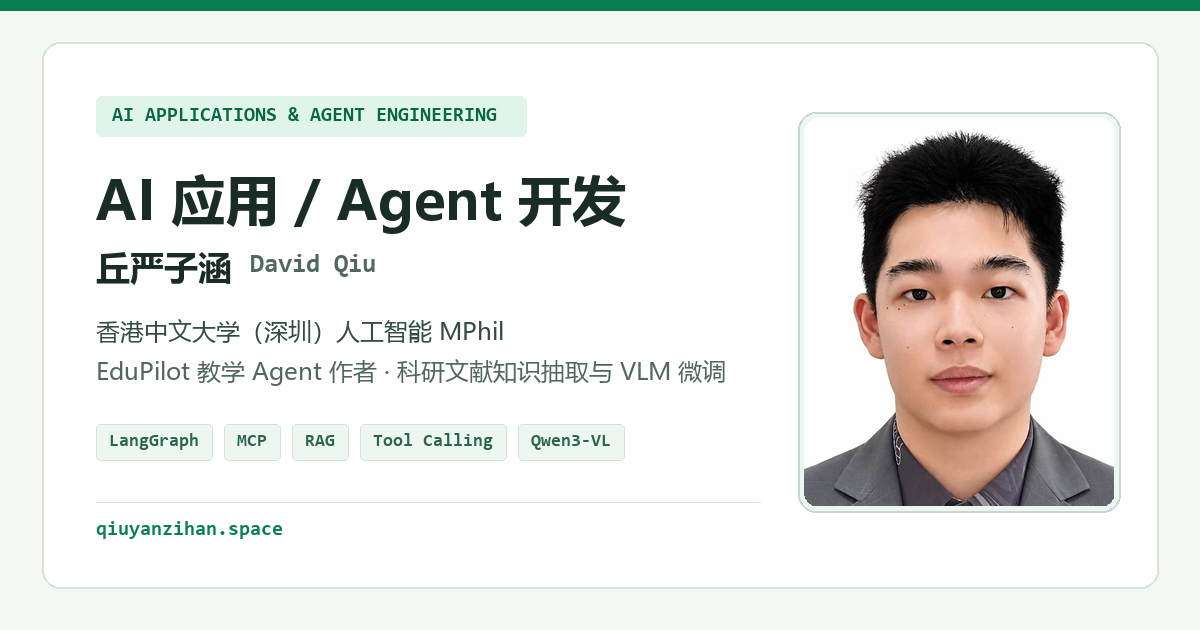 AI APPLICATIONS & AGENT ENGINEERING
AI 应用 / Agent 开发
丘严子涵 David Qiu
香港中文大学（深圳）人工智能 MPhil
EduPilot 教学 Agent 作者 · 科研文献知识抽取与 VLM 微调
LangGraph MCP RAG Tool Calling Qwen3-VL
qiuyanzihan.space